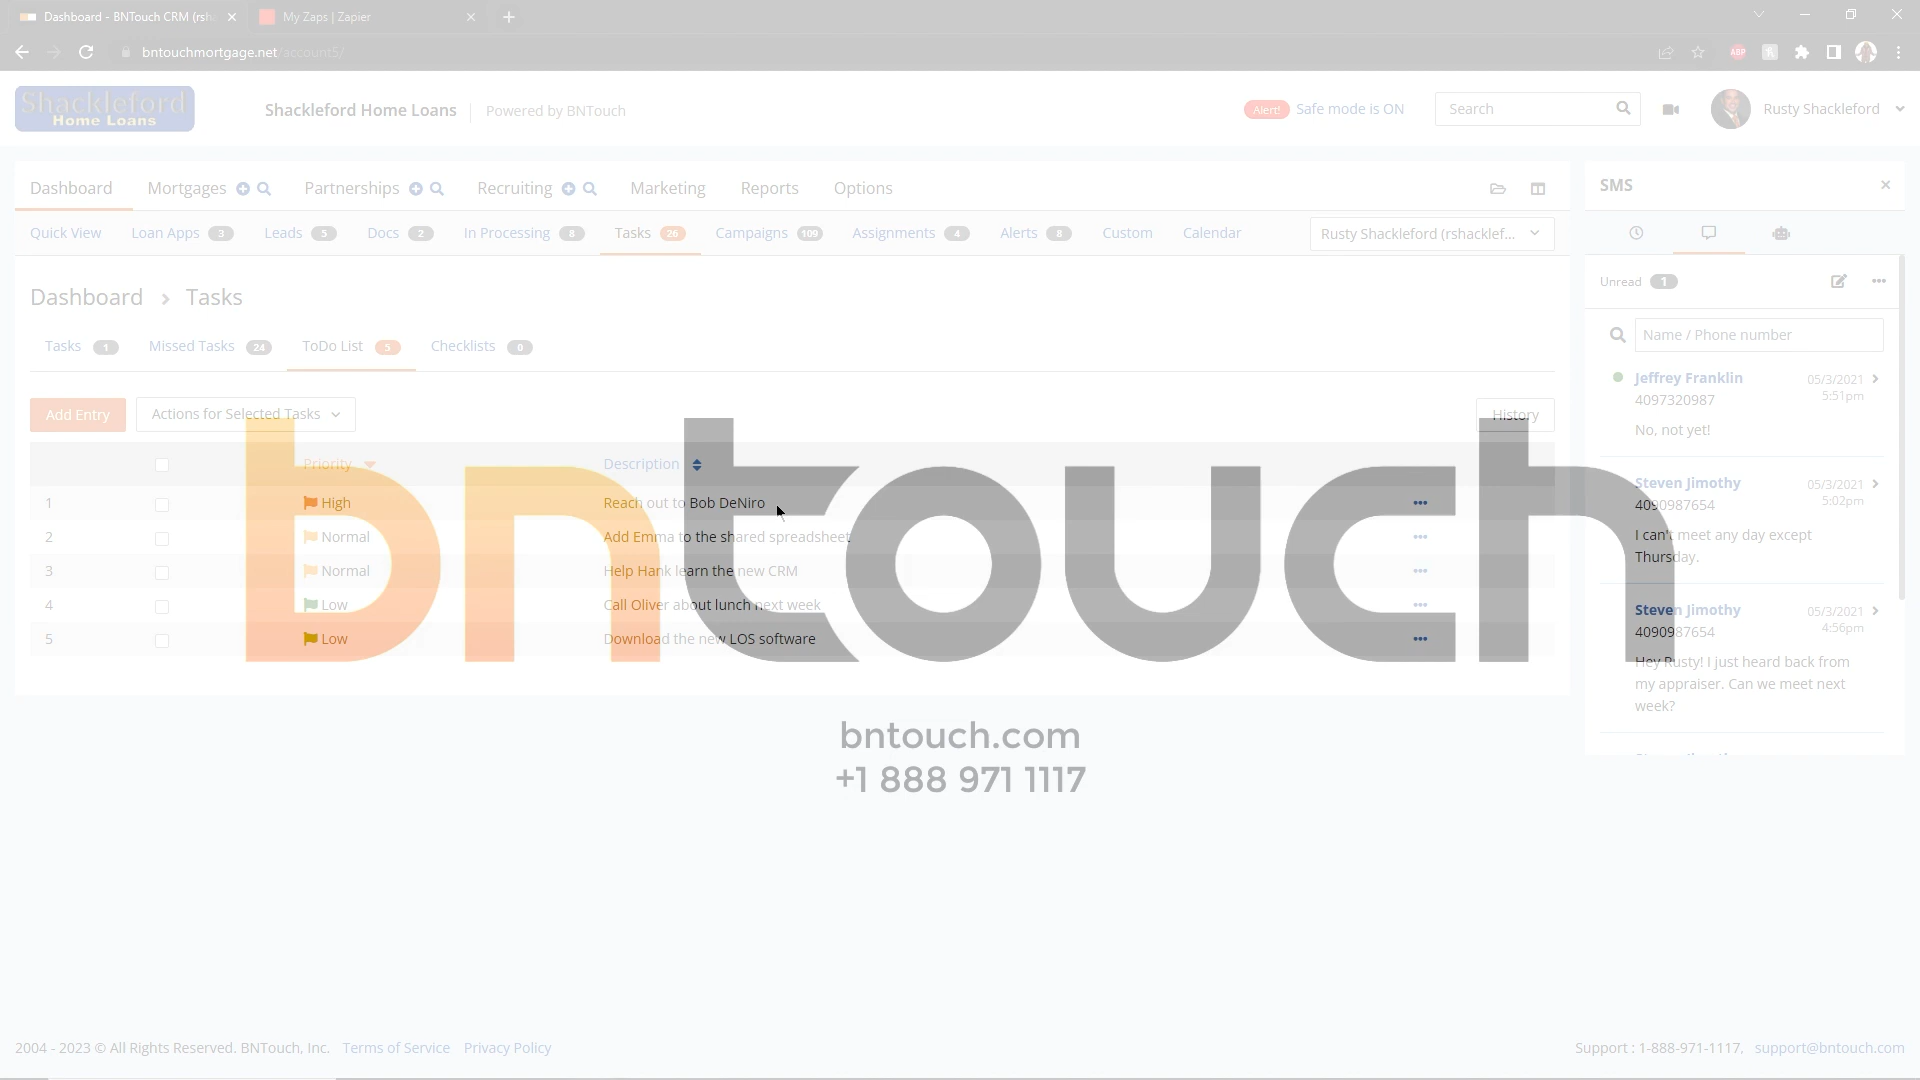 Dashboard - BNTouch CRM (rsh
My Zaps | Zapier
bntouchmortgage.net/account5/
ABP
Shackleford
Home Loans
Shackleford Home Loans
Powered by BNTouch
Alert! Safe mode is ON
Search
Rusty Shackleford
Dashboard Mortgages Partnerships Recruiting Marketing Reports Options
Quick View Loan Apps 3 Leads 5 Docs 2 In Processing 8 Tasks 26 Campaigns 109 Assignments 4 Alerts 8 Custom Calendar Rusty Shackleford (rshacklef...
Dashboard > Tasks
Tasks 1 Missed Tasks 24 ToDo List 5 Checklists 0
Add Entry Actions for Selected Tasks History
Priority Description
1 High Reach out to Bob DeNiro
2 Normal Add Emma to the shared spreadsheet
3 Normal Help Hank learn the new CRM
4 Low Call Oliver about lunch next week
5 Low Download the new LOS software
SMS
Unread 1
Name / Phone number
Jeffrey Franklin 05/3/2021
4097320987 5:51pm
No, not yet!
Steven Jimothy 05/3/2021
4090987654 5:02pm
I can't meet any day except
Thursday.
Steven Jimothy 05/3/2021
4090987654 4:56pm
Hey Rusty! I just heard back from
my appraiser. Can we meet next
week?
bntouch
bntouch.com
+1 888 971 1117
2004 - 2023 © All Rights Reserved. BNTouch, Inc. Terms of Service Privacy Policy
Support : 1-888-971-1117, support@bntouch.com